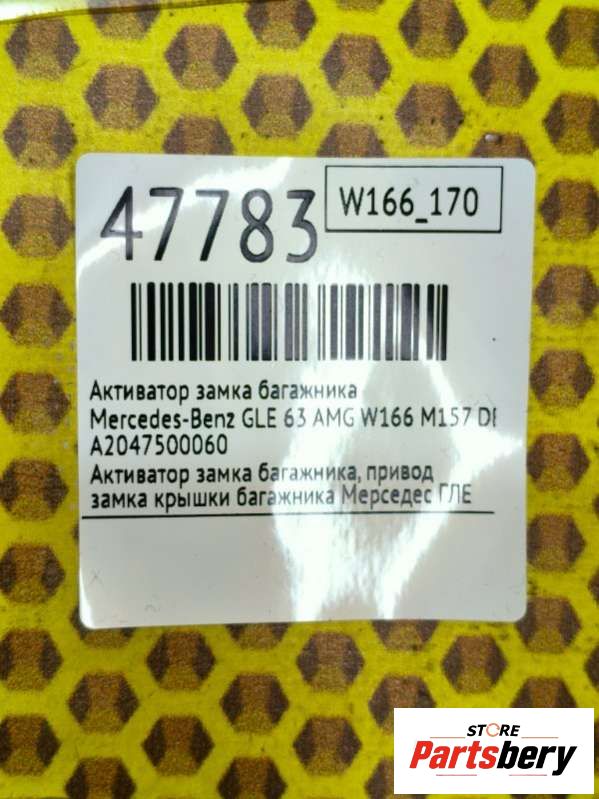 47783
W166_170
Активатор замка багажника
Mercedes-Benz GLE 63 AMG W166 M157 DE
A2047500060
Активатор замка багажника, привод
замка крышки багажника Мерседес ГЛЕ
STORE
Partsbery